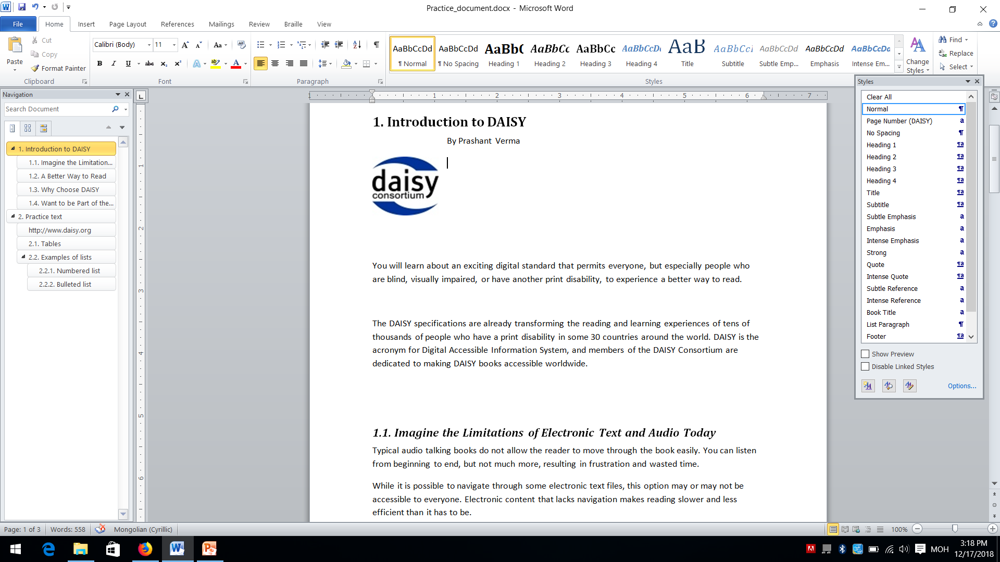 Practice_document.docx - Microsoft Word
File Home Insert Page Layout References Mailings Review Braille View
Paste
Cut
Copy
Format Painter
Clipboard
Calibri (Body) 11
Font
Paragraph
AaBbCcDd AaBbCcDd AaBbC AaBbCc AaBbCc AaBbCcDd AaB AaBbCcI AaBbCcDd AaBbCcDd AaBbCcDd
¶ Normal ¶ No Spacing Heading 1 Heading 2 Heading 3 Heading 4 Title Subtitle Subtle Emp... Emphasis Intense Em...
Styles
Change
Styles
Find
Replace
Select
Navigation
Search Document
1. Introduction to DAISY
1.1. Imagine the Limitation...
1.2. A Better Way to Read
1.3. Why Choose DAISY
1.4. Want to be Part of the...
2. Practice text
http://www.daisy.org
2.1. Tables
2.2. Examples of lists
2.2.1. Numbered list
2.2.2. Bulleted list
1 1 2 3 4 5 6 7
1
2
3
4
5
6
1. Introduction to DAISY
By Prashant Verma
daisy
consortium
You will learn about an exciting digital standard that permits everyone, but especially people who
are blind, visually impaired, or have another print disability, to experience a better way to read.
The DAISY specifications are already transforming the reading and learning experiences of tens of
thousands of people who have a print disability in some 30 countries around the world. DAISY is the
acronym for Digital Accessible Information System, and members of the DAISY Consortium are
dedicated to making DAISY books accessible worldwide.
1.1. Imagine the Limitations of Electronic Text and Audio Today
Typical audio talking books do not allow the reader to move through the book easily. You can listen
from beginning to end, but not much more, resulting in frustration and wasted time.
While it is possible to navigate through some electronic text files, this option may or may not be
accessible to everyone. Electronic content that lacks navigation makes reading slower and less
efficient than it has to be.
Styles
Clear All
Normal ¶
Page Number (DAISY) a
No Spacing ¶
Heading 1 ¶a
Heading 2 ¶a
Heading 3 ¶a
Heading 4 ¶a
Title ¶a
Subtitle ¶a
Subtle Emphasis a
Emphasis a
Intense Emphasis a
Strong a
Quote ¶a
Intense Quote ¶a
Subtle Reference a
Intense Reference a
Book Title a
List Paragraph ¶
Footer ¶a
Show Preview
Disable Linked Styles
Options...
Page: 1 of 3 Words: 558 Mongolian (Cyrillic) 100%
МОН
3:18 PM
12/17/2018